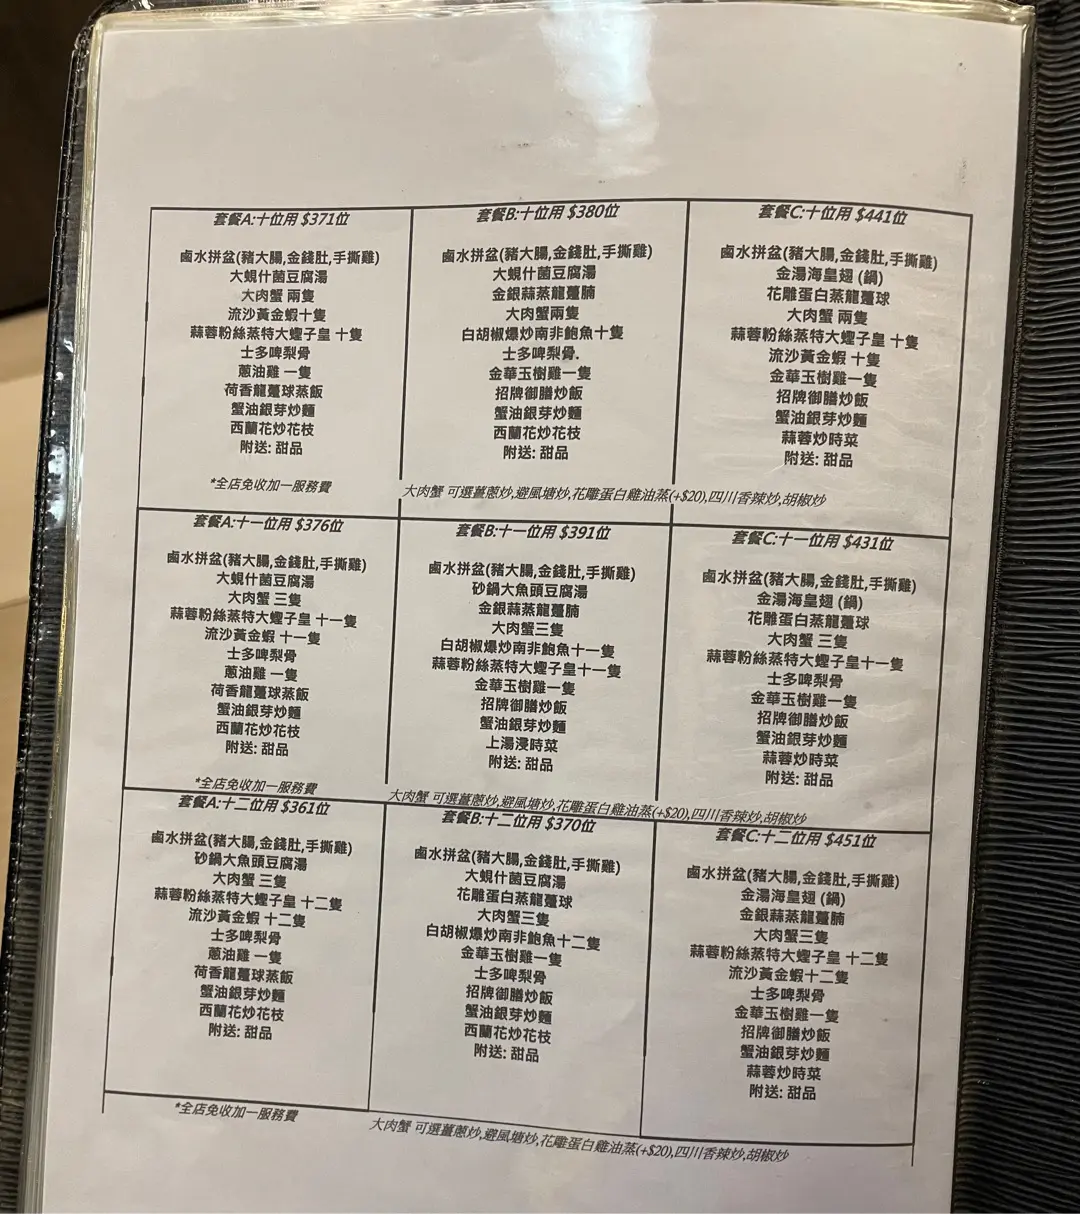 套餐A:十位用 $371位
鹵水拼盆(豬大腸,金錢肚,手撕雞)
大蜆什菌豆腐湯
大肉蟹 兩隻
流沙黃金蝦十隻
蒜蓉粉絲蒸特大蟶子皇 十隻
士多啤梨骨
蔥油雞 一隻
荷香龍躉球蒸飯
蟹油銀芽炒麵
西蘭花炒花枝
附送: 甜品
*全店免收加一服務費
套餐B:十位用 $380位
鹵水拼盆(豬大腸,金錢肚,手撕雞)
大蜆什菌豆腐湯
金銀蒜蒸龍躉腩
大肉蟹兩隻
白胡椒爆炒南非鮑魚十隻
士多啤梨骨.
金華玉樹雞一隻
招牌御膳炒飯
蟹油銀芽炒麵
西蘭花炒花枝
附送: 甜品
套餐C:十位用 $441位
鹵水拼盆(豬大腸,金錢肚,手撕雞)
金湯海皇翅 (鍋)
花雕蛋白蒸龍躉球
大肉蟹 兩隻
蒜蓉粉絲蒸特大蟶子皇 十隻
流沙黃金蝦 十隻
金華玉樹雞一隻
招牌御膳炒飯
蟹油銀芽炒麵
蒜蓉炒時菜
附送: 甜品
大肉蟹 可選薑蔥炒,避風塘炒,花雕蛋白雞油蒸(+$20),四川香辣炒,胡椒炒
套餐A:十一位用 $376位
鹵水拼盆(豬大腸,金錢肚,手撕雞)
大蜆什菌豆腐湯
大肉蟹 三隻
蒜蓉粉絲蒸特大蟶子皇 十一隻
流沙黃金蝦 十一隻
士多啤梨骨
蔥油雞 一隻
荷香龍躉球蒸飯
蟹油銀芽炒麵
西蘭花炒花枝
附送: 甜品
*全店免收加一服務費
套餐B:十一位用 $391位
鹵水拼盆(豬大腸,金錢肚,手撕雞)
砂鍋大魚頭豆腐湯
金銀蒜蒸龍躉腩
大肉蟹三隻
白胡椒爆炒南非鮑魚十一隻
蒜蓉粉絲蒸特大蟶子皇十一隻
金華玉樹雞一隻
招牌御膳炒飯
蟹油銀芽炒麵
上湯浸時菜
附送: 甜品
套餐C:十一位用 $431位
鹵水拼盆(豬大腸,金錢肚,手撕雞)
金湯海皇翅 (鍋)
花雕蛋白蒸龍躉球
大肉蟹 三隻
蒜蓉粉絲蒸特大蟶子皇十一隻
士多啤梨骨
金華玉樹雞一隻
招牌御膳炒飯
蟹油銀芽炒麵
蒜蓉炒時菜
附送: 甜品
大肉蟹 可選薑蔥炒,避風塘炒,花雕蛋白雞油蒸(+$20),四川香辣炒,胡椒炒
套餐A:十二位用 $361位
鹵水拼盆(豬大腸,金錢肚,手撕雞)
砂鍋大魚頭豆腐湯
大肉蟹 三隻
蒜蓉粉絲蒸特大蟶子皇 十二隻
流沙黃金蝦 十二隻
士多啤梨骨
蔥油雞 一隻
荷香龍躉球蒸飯
蟹油銀芽炒麵
西蘭花炒花枝
附送: 甜品
*全店免收加一服務費
套餐B:十二位用 $370位
鹵水拼盆(豬大腸,金錢肚,手撕雞)
大蜆什菌豆腐湯
花雕蛋白蒸龍躉球
大肉蟹三隻
白胡椒爆炒南非鮑魚十二隻
金華玉樹雞一隻
士多啤梨骨
招牌御膳炒飯
蟹油銀芽炒麵
西蘭花炒花枝
附送: 甜品
套餐C:十二位用 $451位
鹵水拼盆(豬大腸,金錢肚,手撕雞)
金湯海皇翅 (鍋)
金銀蒜蒸龍躉腩
大肉蟹三隻
蒜蓉粉絲蒸特大蟶子皇 十二隻
流沙黃金蝦十二隻
士多啤梨骨
金華玉樹雞一隻
招牌御膳炒飯
蟹油銀芽炒麵
蒜蓉炒時菜
附送: 甜品
大肉蟹 可選薑蔥炒,避風塘炒,花雕蛋白雞油蒸(+$20),四川香辣炒,胡椒炒